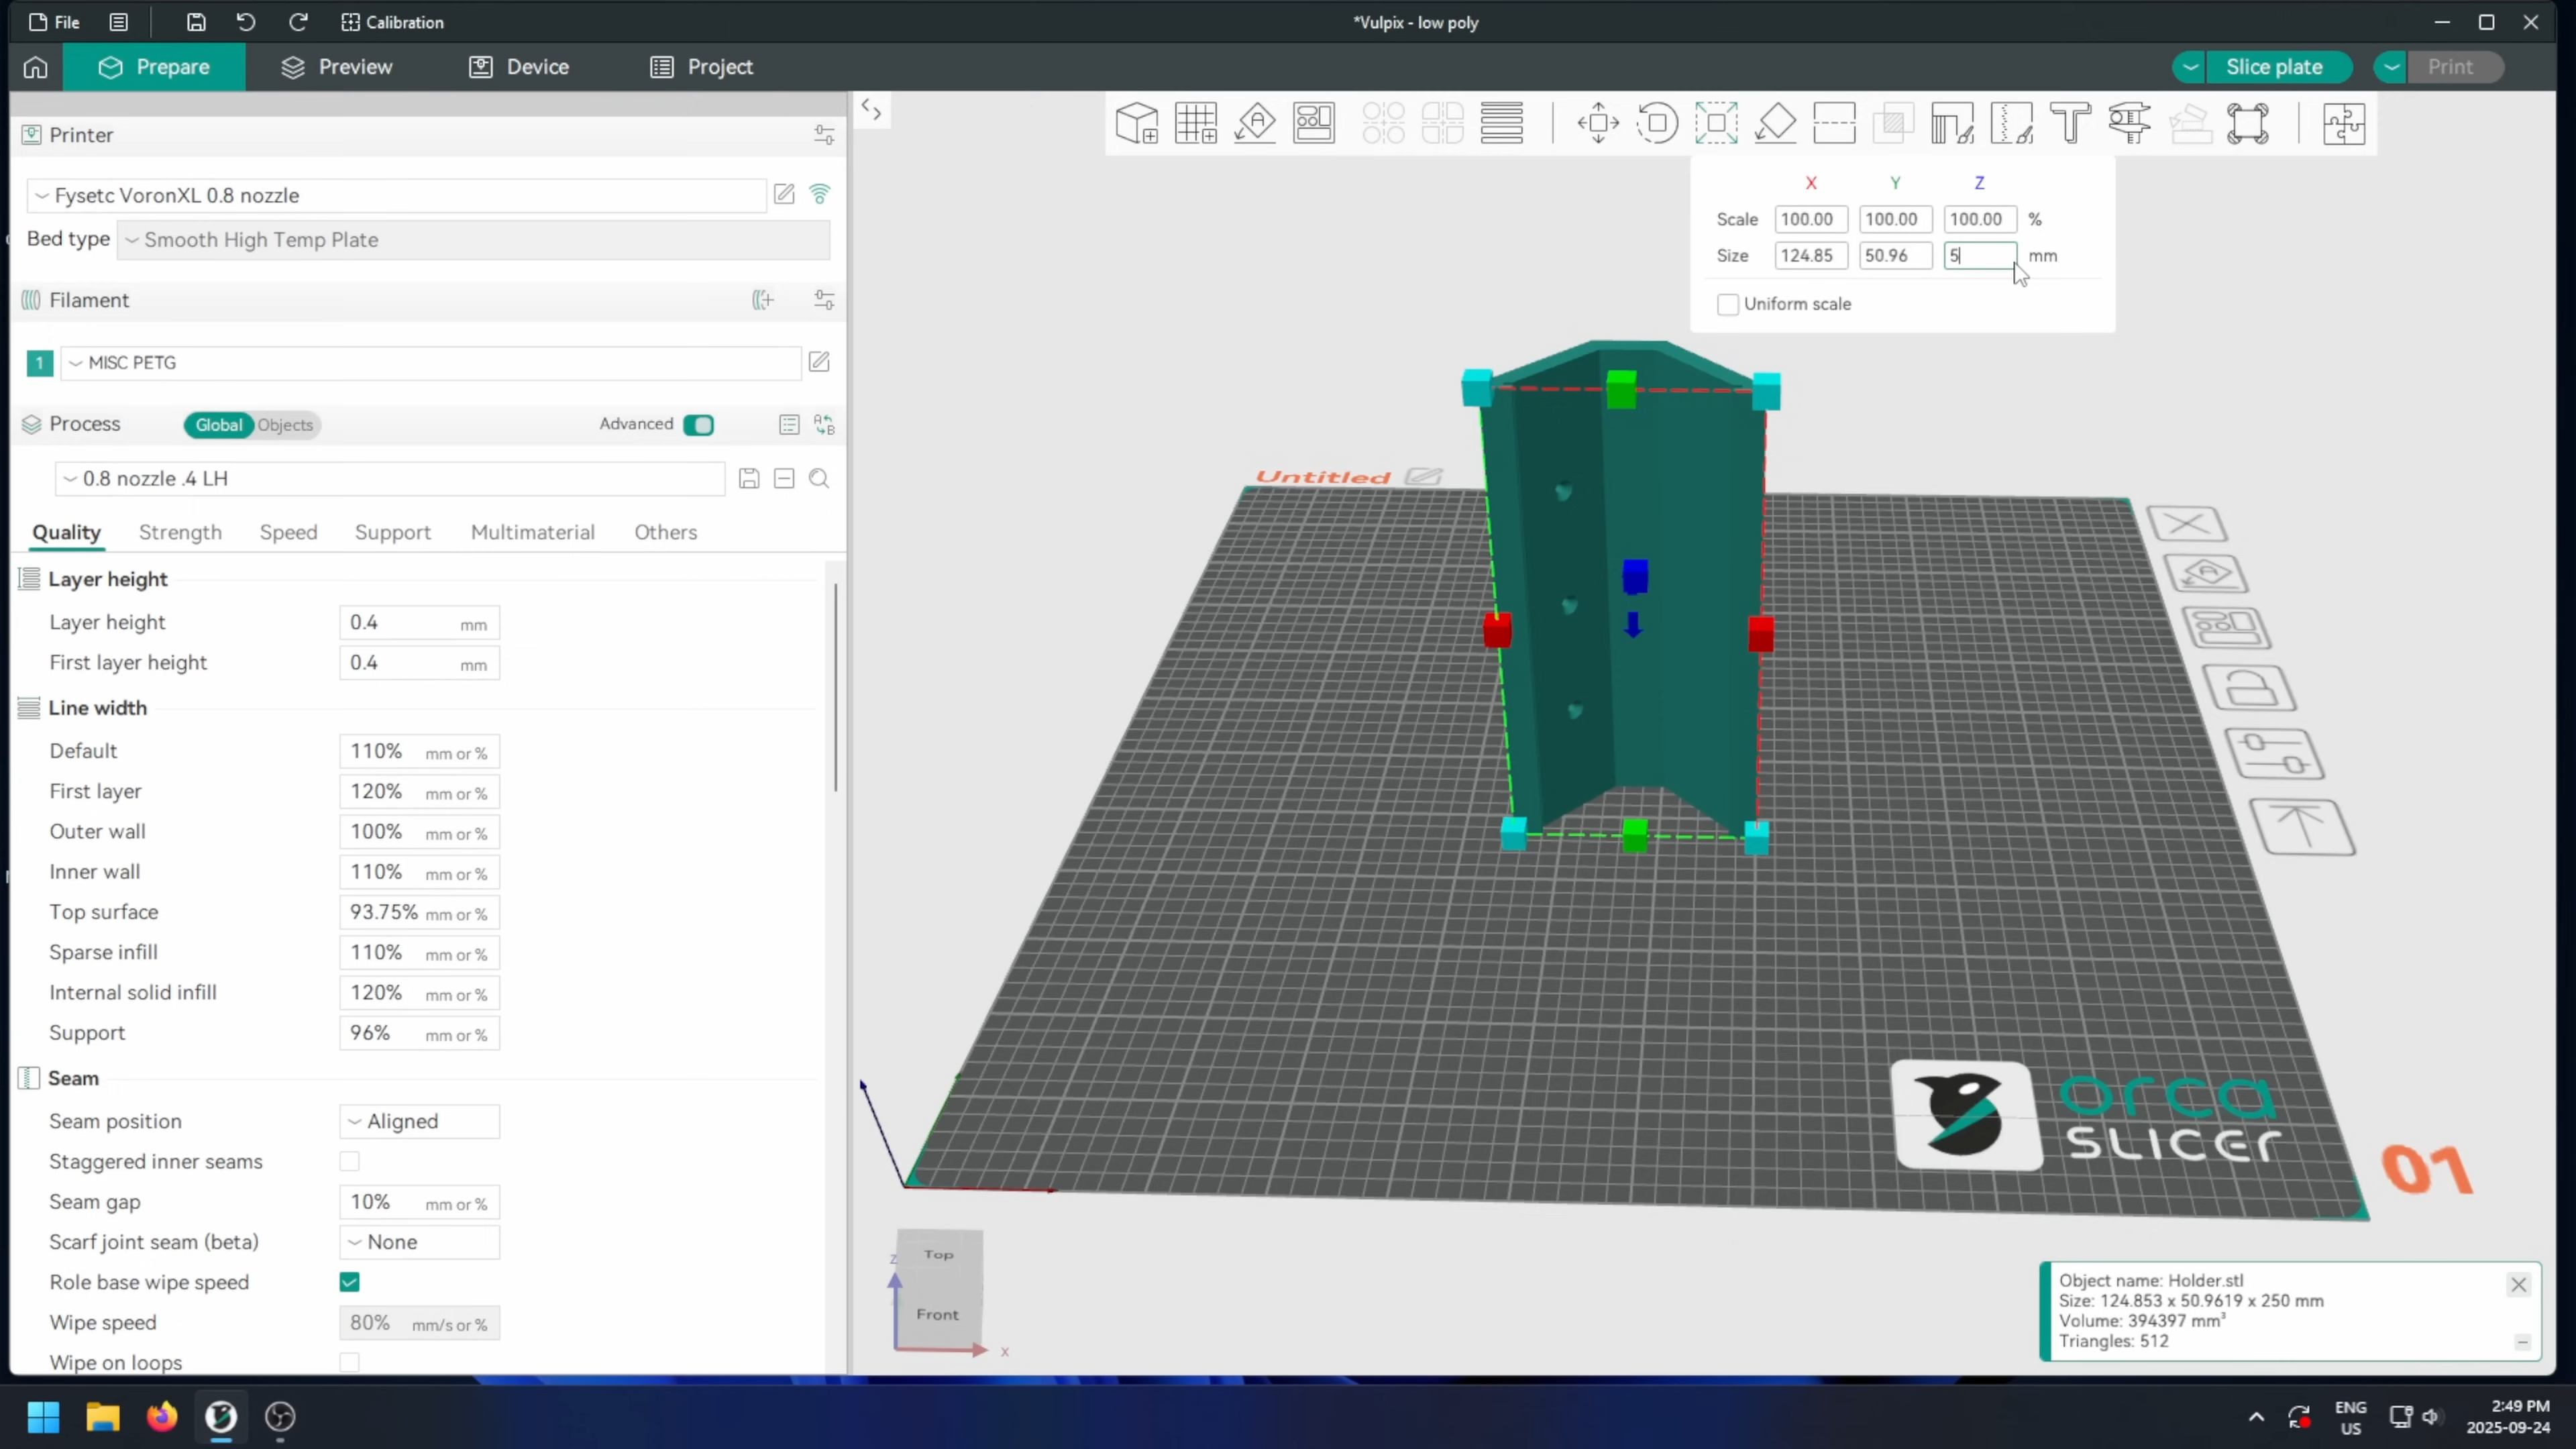 File
Calibration
*Vulpix - low poly
Prepare
Preview
Device
Project
Slice plate
Print
Printer
Fysetc VoronXL 0.8 nozzle
Bed type
Smooth High Temp Plate
Filament
1
MISC PETG
Process
Global
Objects
Advanced
0.8 nozzle .4 LH
Quality
Strength
Speed
Support
Multimaterial
Others
Layer height
Layer height 0.4 mm
First layer height 0.4 mm
Line width
Default 110% mm or %
First layer 120% mm or %
Outer wall 100% mm or %
Inner wall 110% mm or %
Top surface 93.75% mm or %
Sparse infill 110% mm or %
Internal solid infill 120% mm or %
Support 96% mm or %
Seam
Seam position Aligned
Staggered inner seams
Seam gap 10% mm or %
Scarf joint seam (beta) None
Role base wipe speed
Wipe speed 80% mm/s or %
Wipe on loops
X Y Z
Scale 100.00 100.00 100.00 %
Size 124.85 50.96 5 mm
Uniform scale
Untitled
orca
SLICER
01
Z
Top
Front
X
Object name: Holder.stl
Size: 124.853 x 50.9619 x 250 mm
Volume: 394397 mm³
Triangles: 512
ENG
US
2:49 PM
2025-09-24